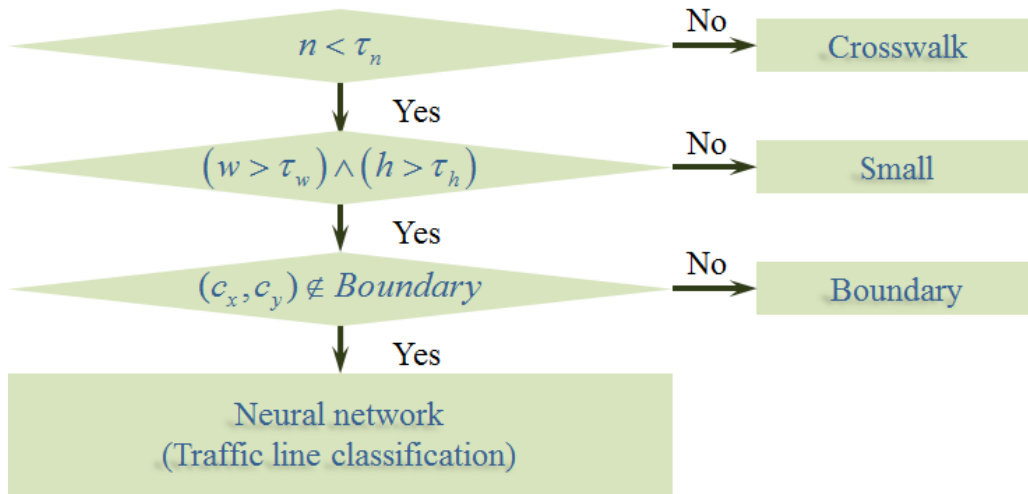 n < τₙ
No
Crosswalk
Yes
(w > τ_w) ∧ (h > τ_h)
No
Small
Yes
(c_x, c_y) ∉ Boundary
No
Boundary
Yes
Neural network
(Traffic line classification)